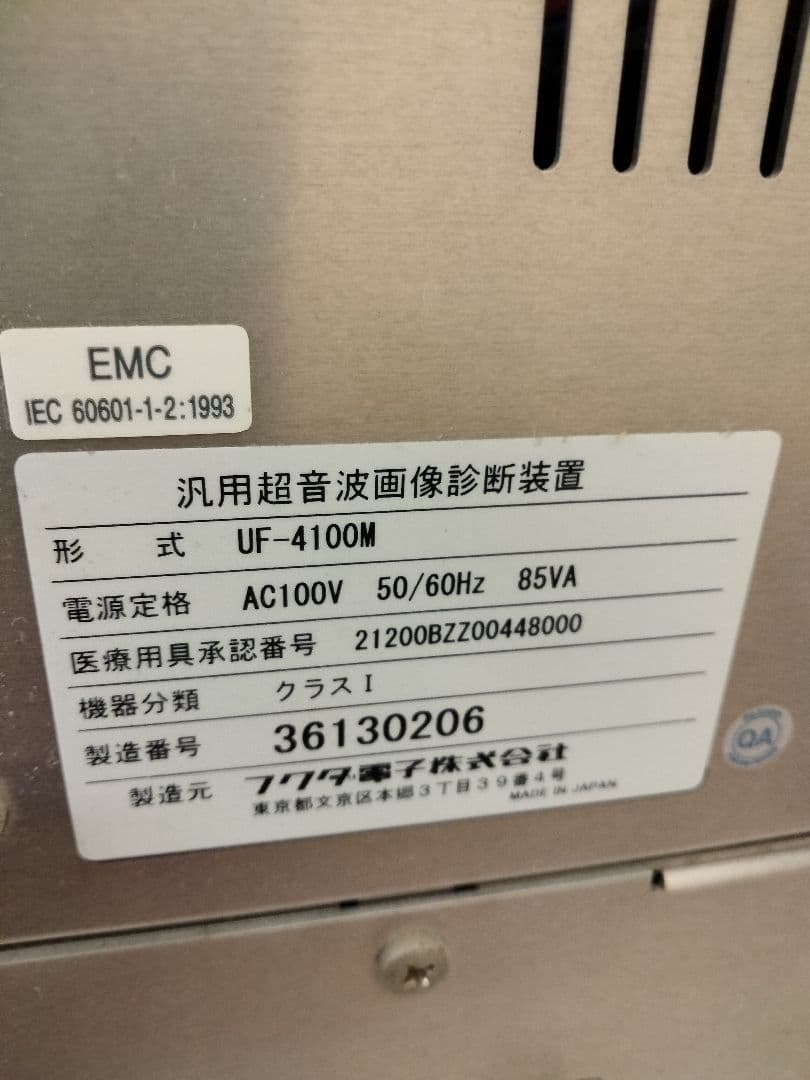 EMC
IEC 60601-1-2:1993
汎用超音波画像診断装置
形 式 UF-4100M
電源定格 AC100V 50/60Hz 85VA
医療用具承認番号 21200BZZ00448000
機器分類 クラスⅠ
製造番号 36130206
製造元 フクダ電子株式会社
東京都文京区本郷3丁目39番4号
MADE IN JAPAN
QA